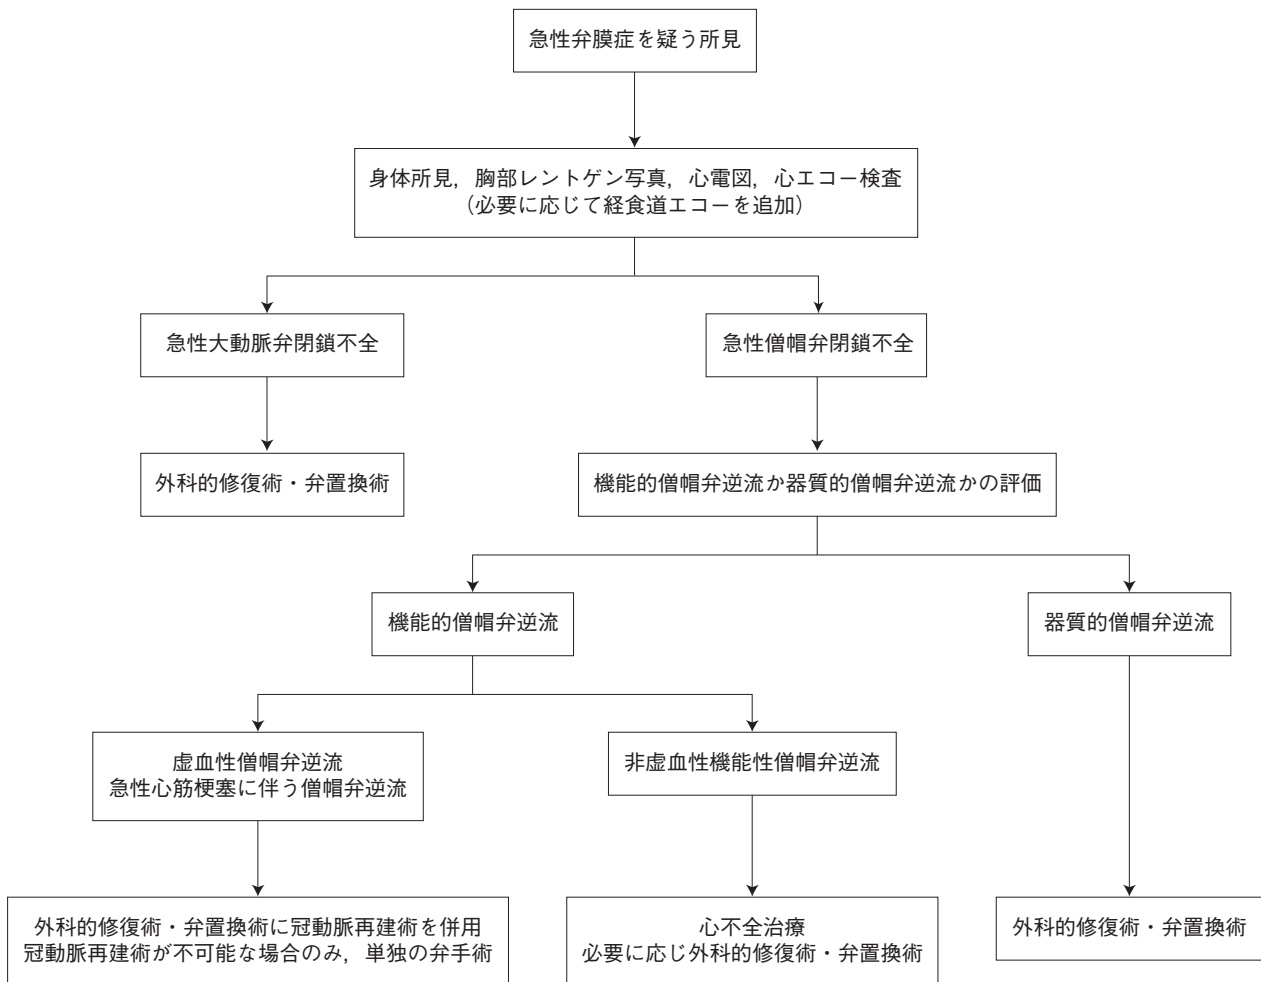 急性弁膜症を疑う所見
身体所見，胸部レントゲン写真，心電図，心エコー検査
（必要に応じて経食道エコーを追加）
急性大動脈弁閉鎖不全
急性僧帽弁閉鎖不全
外科的修復術・弁置換術
機能的僧帽弁逆流か器質的僧帽弁逆流かの評価
機能的僧帽弁逆流
器質的僧帽弁逆流
虚血性僧帽弁逆流
急性心筋梗塞に伴う僧帽弁逆流
非虚血性機能性僧帽弁逆流
外科的修復術・弁置換術に冠動脈再建術を併用
冠動脈再建術が不可能な場合のみ，単独の弁手術
心不全治療
必要に応じ外科的修復術・弁置換術
外科的修復術・弁置換術